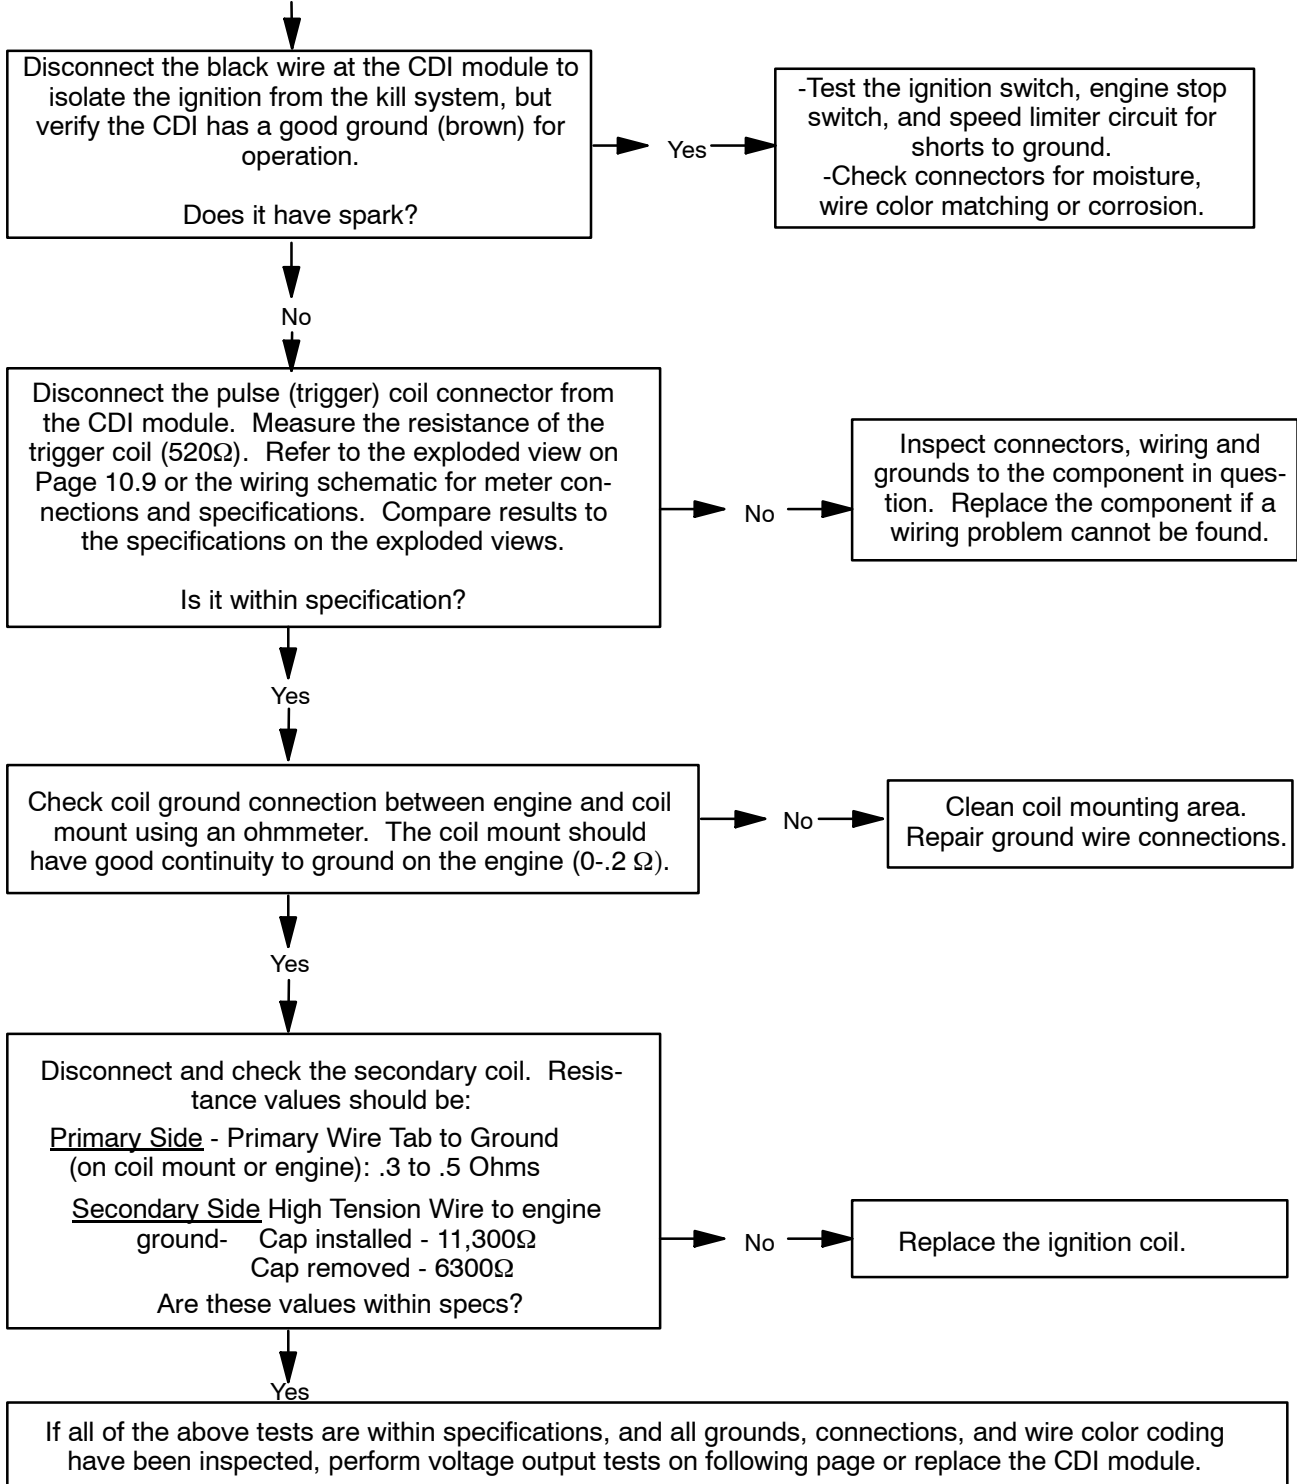 Disconnect the black wire at the CDI module to
isolate the ignition from the kill system, but
verify the CDI has a good ground (brown) for
operation.
Does it have spark?
Yes
-Test the ignition switch, engine stop
switch, and speed limiter circuit for
shorts to ground.
-Check connectors for moisture,
wire color matching or corrosion.
No
Disconnect the pulse (trigger) coil connector from
the CDI module. Measure the resistance of the
trigger coil (520Ω). Refer to the exploded view on
Page 10.9 or the wiring schematic for meter con-
nections and specifications. Compare results to
the specifications on the exploded views.
Is it within specification?
No
Inspect connectors, wiring and
grounds to the component in ques-
tion. Replace the component if a
wiring problem cannot be found.
Yes
Check coil ground connection between engine and coil
mount using an ohmmeter. The coil mount should
have good continuity to ground on the engine (0-.2 Ω).
No
Clean coil mounting area.
Repair ground wire connections.
Yes
Disconnect and check the secondary coil. Resis-
tance values should be:
Primary Side - Primary Wire Tab to Ground
(on coil mount or engine): .3 to .5 Ohms
Secondary Side High Tension Wire to engine
ground- Cap installed - 11,300Ω
Cap removed - 6300Ω
Are these values within specs?
No
Replace the ignition coil.
Yes
If all of the above tests are within specifications, and all grounds, connections, and wire color coding
have been inspected, perform voltage output tests on following page or replace the CDI module.